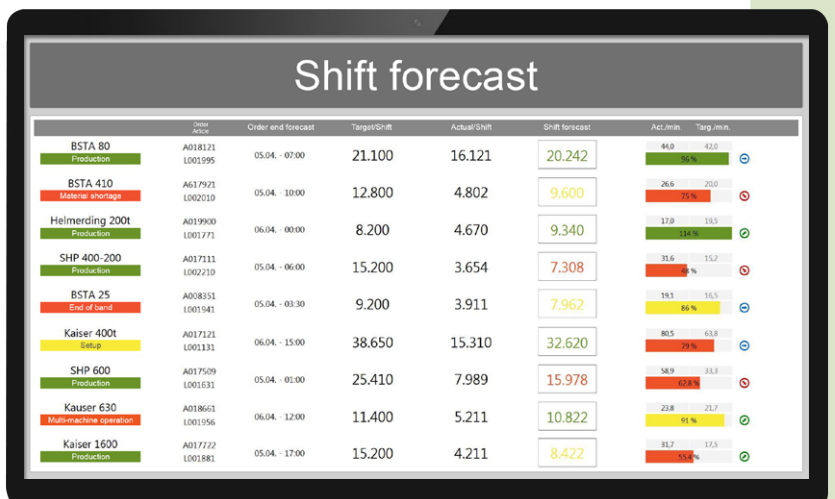 Shift forecast
Order Article Order end forecast Target/Shift Actual/Shift Shift forecast Act./min. Targ./min.
BSTA 80 A018121 05.04. - 07:00 21.100 16.121 20.242 44,0 42,0
Production L001995 96 %
BSTA 410 A617921 05.04. - 10:00 12.800 4.802 9.600 26,6 20,0
Material shortage L002010 75 %
Helmerding 200t A019900 06.04. - 00:00 8.200 4.670 9.340 17,0 19,5
Production L001771 114 %
SHP 400-200 A017111 05.04. - 06:00 15.200 3.654 7.308 31,6 15,2
Production L002210 48 %
BSTA 25 A008351 05.04. - 03:30 9.200 3.911 7.962 19,1 16,5
End of band L001941 86 %
Kaiser 400t A017121 06.04. - 15:00 38.650 15.310 32.620 80,5 63,8
Setup L001131 79 %
SHP 600 A017509 05.04. - 01:00 25.410 7.989 15.978 58,9 33,3
Production L001631 62,8 %
Kauser 630 A018661 06.04. - 12:00 11.400 5.211 10.822 23,8 21,7
Multi-machine operation L001956 91 %
Kaiser 1600 A017722 05.04. - 17:00 15.200 4.211 8.422 31,7 17,5
Production L001881 55,4 %